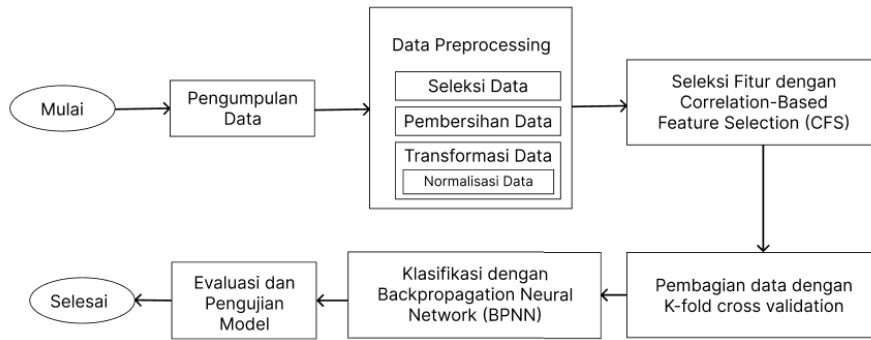 Mulai
Pengumpulan
Data
Data Preprocessing
Seleksi Data
Pembersihan Data
Transformasi Data
Normalisasi Data
Seleksi Fitur dengan
Correlation-Based
Feature Selection (CFS)
Pembagian data dengan
K-fold cross validation
Klasifikasi dengan
Backpropagation Neural
Network (BPNN)
Evaluasi dan
Pengujian
Model
Selesai